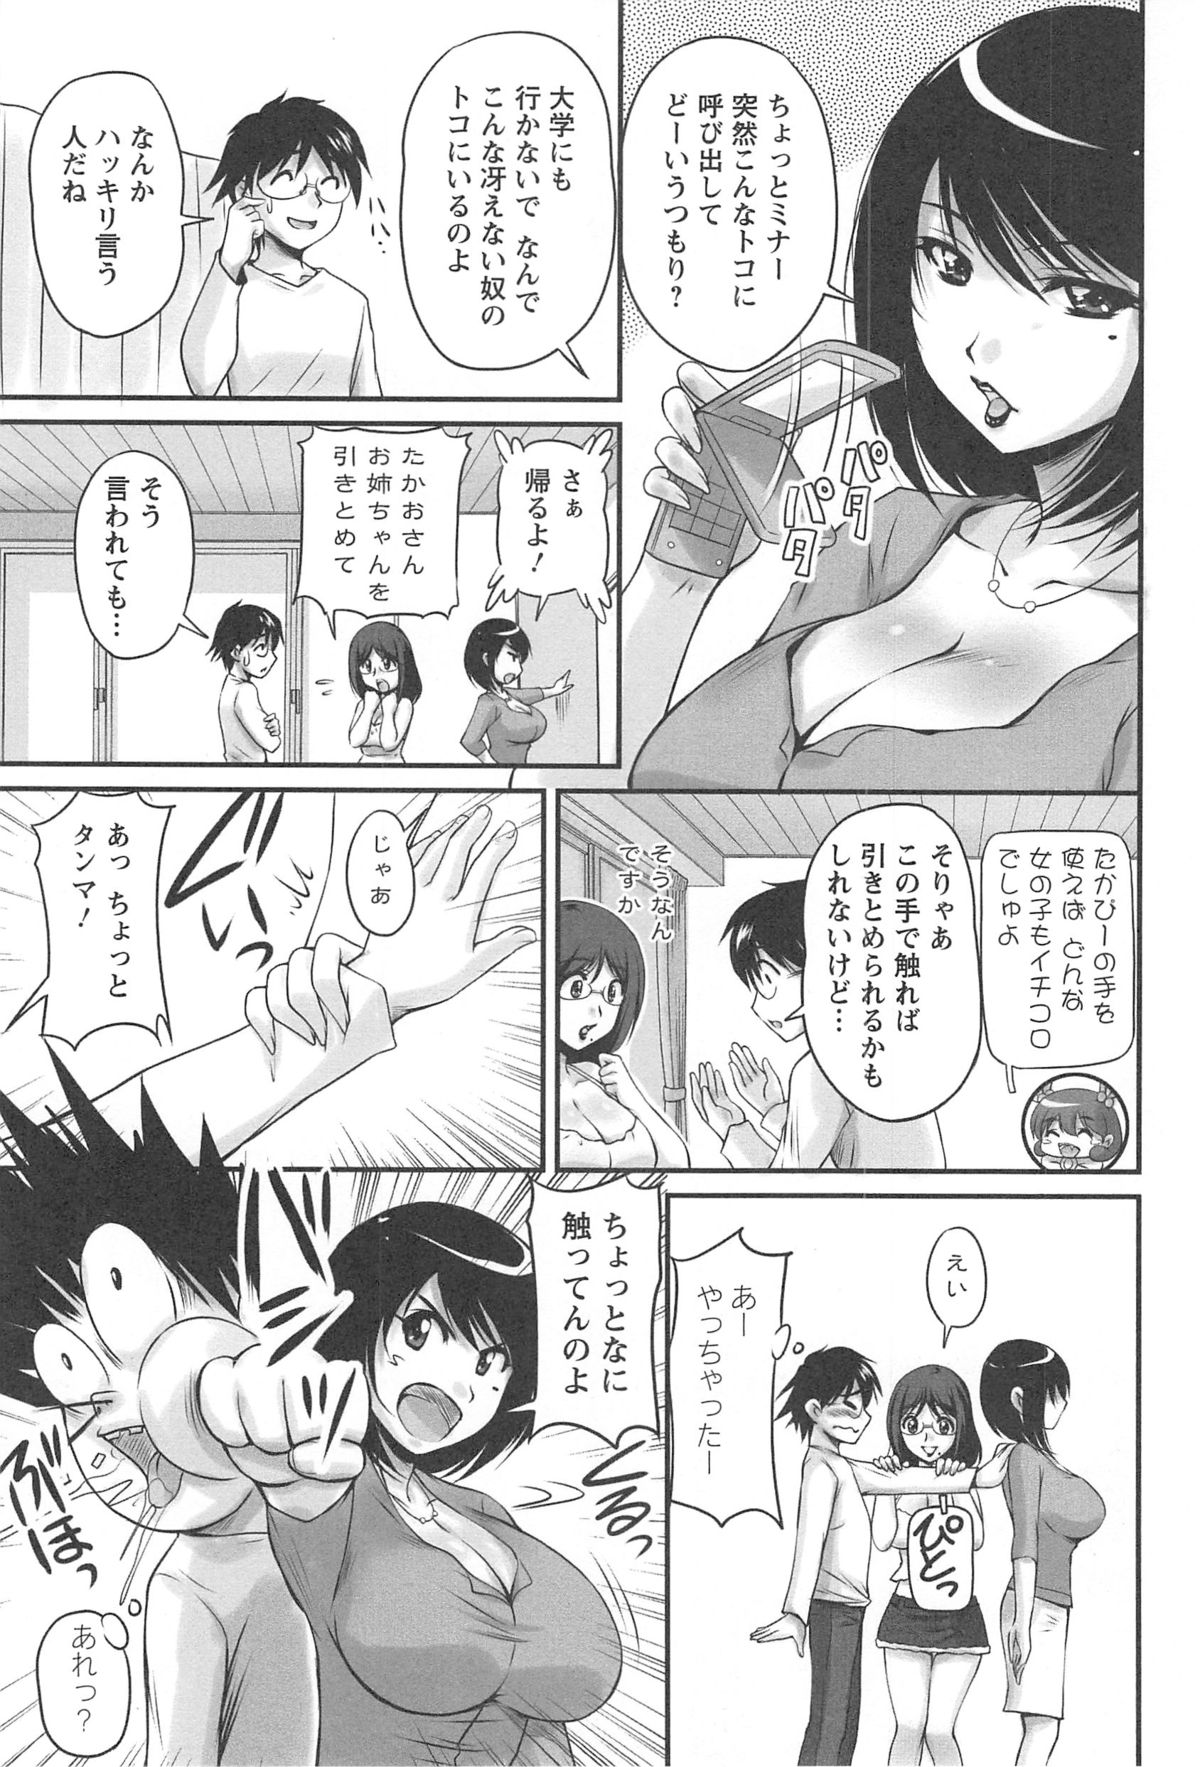 ちょっとミナー
突然こんなトコに
呼び出して
どーいうつもり?
パタ
パタ
大学にも
行かないで なんで
こんな冴えない奴の
トコにいるのよ
なんか
ハッキリ言う
人だね
さぁ
帰るよ!
たかおさん
お姉ちゃんを
引きとめて
そう
言われても…
たかぴーの手を
使えば どんな
女の子もイチコロ
でしゅよ
そりゃあ
この手で触れば
引きとめられるかも
しれないけど…
そうなん
ですか
じゃあ
ぐいっ
あっ ちょっと
タンマ!
えい
ぴとっ
あー
やっちゃったー
ちょっとなに
触ってんのよ
くるっ
ぶほっ
あれっ?